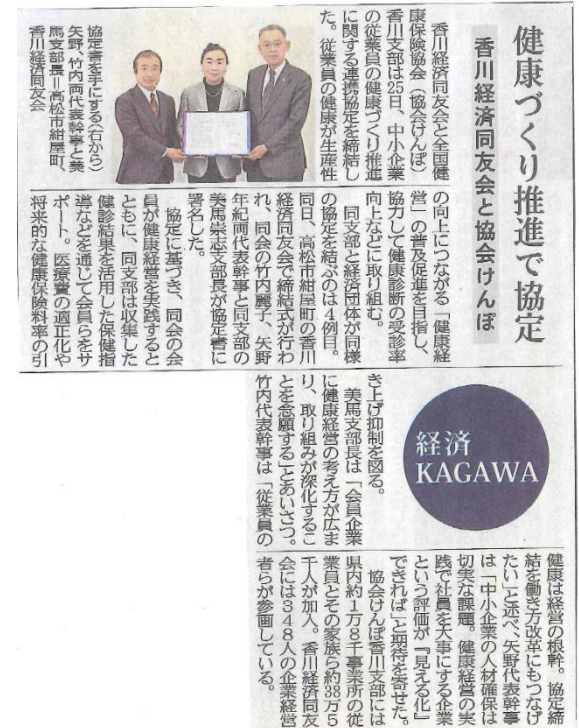 健康づくり推進で協定
香川経済同友会と協会けんぽ
香川経済同友会と全国健
康保険協会(協会けんぽ)
香川支部は25日、中小企業
の従業員の健康づくり推進
に関する連携協定を締結し
た。従業員の健康が生産性
協定書を手にする(右から)
矢野、竹内両代表幹事と美
馬支部長=高松市紺屋町、
香川経済同友会
の向上につながる「健康経
営」の普及促進を目指し、
協力して健康診断の受診率
向上などに取り組む。
同支部と経済団体が同様
の協定を結ぶのは4例目。
同日、高松市紺屋町の香川
経済同友会で締結式が行わ
れ、同会の竹内麗子、矢野
年紀両代表幹事と同支部の
美馬崇志支部長が協定書に
署名した。
協定に基づき、同会の会
員が健康経営を実践すると
ともに、同支部は収集した
健診結果を活用した保健指
導などを通じて会員らをサ
ポート。医療費の適正化や
将来的な健康保険料率の引
き上げ抑制を図る。
美馬支部長は「会員企業
に健康経営の考え方が広ま
り、取り組みが深化するこ
とを念願する」とあいさつ。
竹内代表幹事は「従業員の
経済
KAGAWA
健康は経営の根幹。協定締
結を働き方改革にもつなげ
たい」と述べ、矢野代表幹事
は「中小企業の人材確保は
切実な課題。健康経営の実
践で社員を大事にする企業
という評価が『見える化』
できれば」と期待を寄せた。
協会けんぽ香川支部には
県内約1万8千事業所の従
業員とその家族ら約38万5
千人が加入。香川経済同友
会には348人の企業経営
者らが参画している。